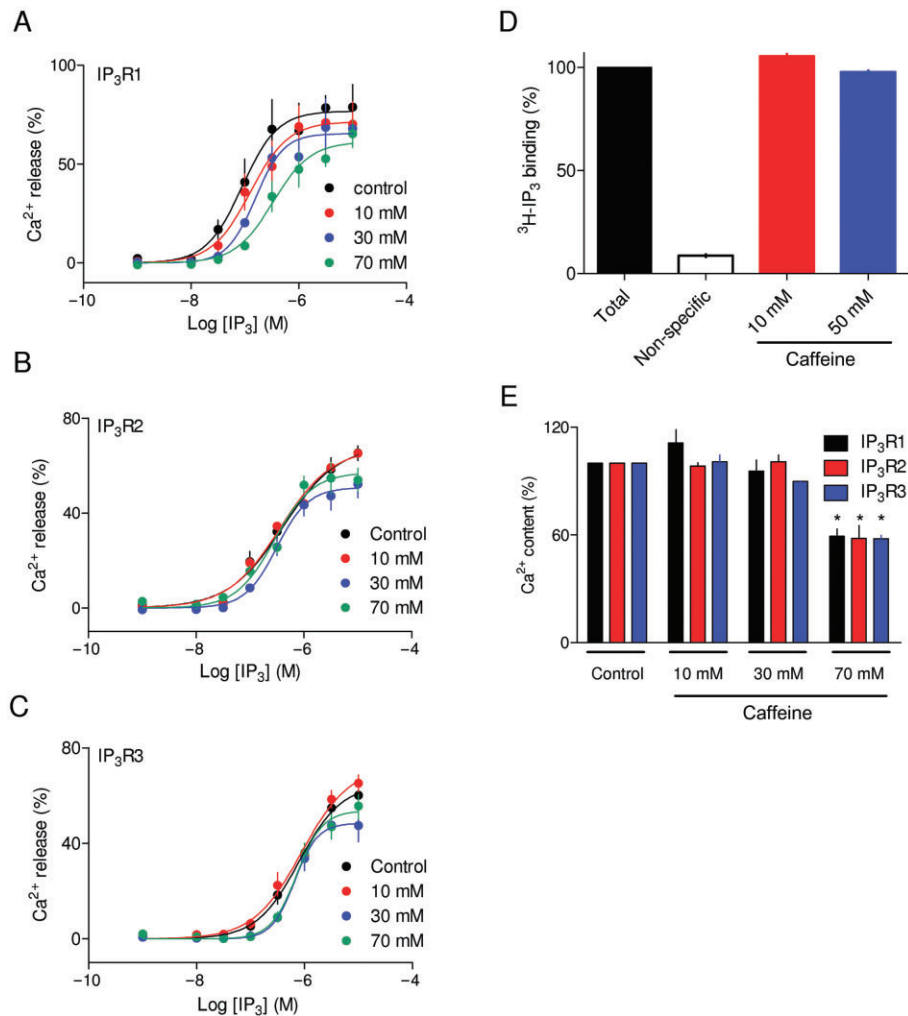 A
IP₃R1
Ca²⁺ release (%)
100
50
0
control
10 mM
30 mM
70 mM
−10
−8
−6
−4
Log [IP₃] (M)
B
IP₃R2
Ca²⁺ release (%)
80
40
0
Control
10 mM
30 mM
70 mM
−10
−8
−6
−4
Log [IP₃] (M)
C
IP₃R3
Ca²⁺ release (%)
80
40
0
Control
10 mM
30 mM
70 mM
−10
−8
−6
−4
Log [IP₃] (M)
D
³H-IP₃ binding (%)
100
50
0
Total
Non-specific
10 mM
50 mM
Caffeine
E
Ca²⁺ content (%)
120
60
0
IP₃R1
IP₃R2
IP₃R3
* * *
Control
10 mM
30 mM
70 mM
Caffeine